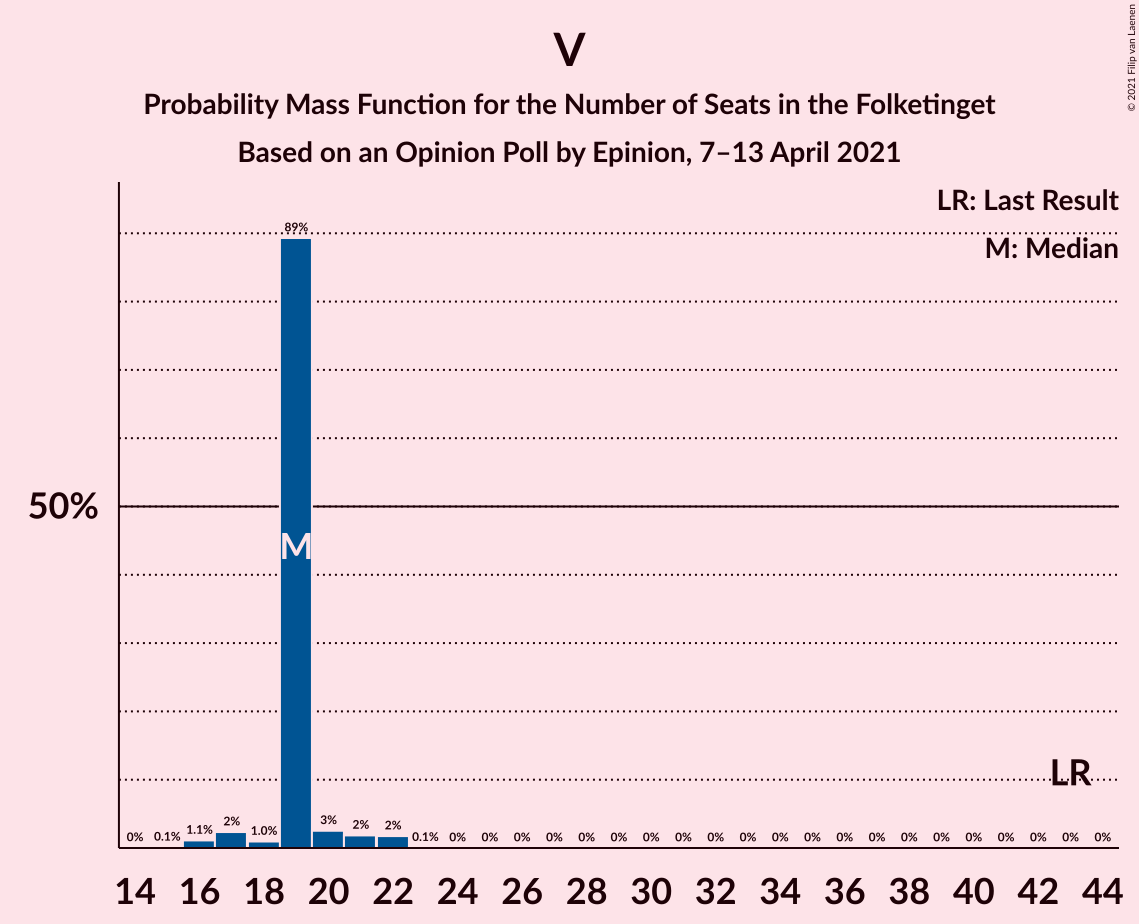 V
Probability Mass Function for the Number of Seats in the Folketinget
Based on an Opinion Poll by Epinion, 7–13 April 2021
© 2021 Filip van Laenen
LR: Last Result
M: Median
50%
0% 0.1% 1.1% 2% 1.0% 89% 3% 2% 2% 0.1% 0% 0% 0% 0% 0% 0% 0% 0% 0% 0% 0% 0% 0% 0% 0% 0% 0% 0% 0% 0% 0%
M
LR
14 16 18 20 22 24 26 28 30 32 34 36 38 40 42 44